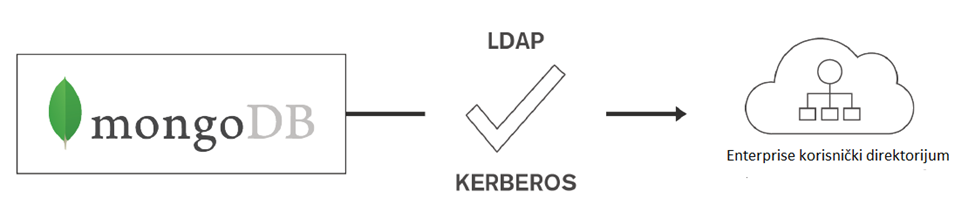 LDAP
mongoDB
KERBEROS
Enterprise korisnički direktorijum